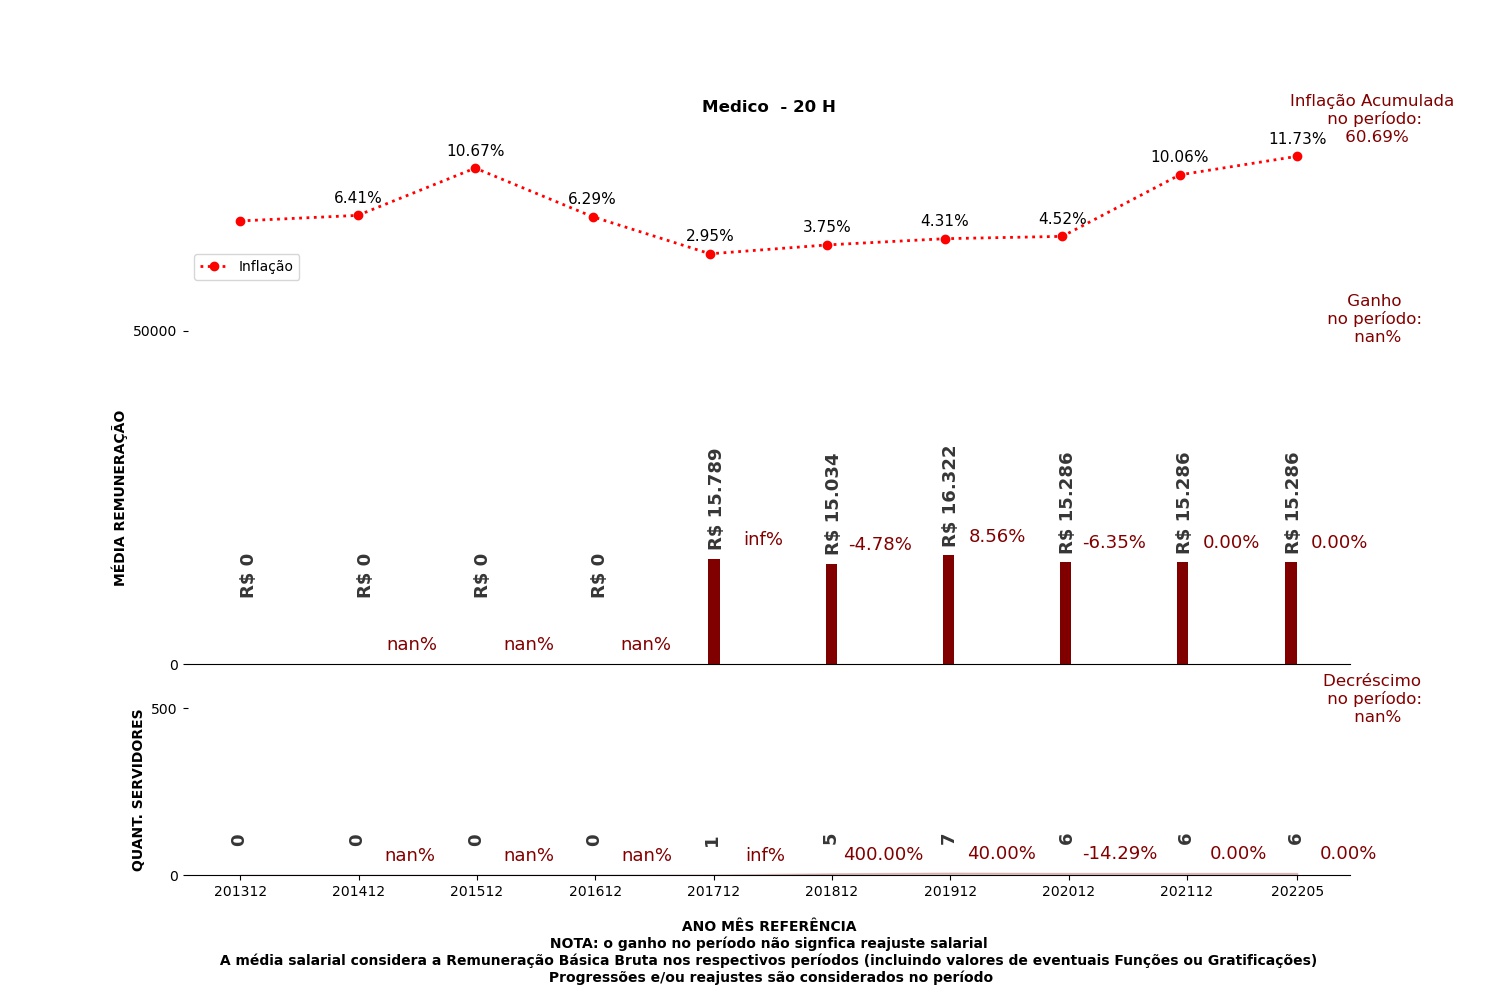 Medico  - 20 H
Inflação Acumulada
no período:
60.69%
6.41%
10.67%
6.29%
2.95%
3.75%
4.31%
4.52%
10.06%
11.73%
Inflação
Ganho
no período:
nan%
50000
0
MÉDIA REMUNERAÇÃO
R$ 0
R$ 0
R$ 0
R$ 0
R$ 15.789
R$ 15.034
R$ 16.322
R$ 15.286
R$ 15.286
R$ 15.286
nan%
nan%
nan%
inf%
-4.78%
8.56%
-6.35%
0.00%
0.00%
Decréscimo
no período:
nan%
500
0
QUANT. SERVIDORES
0
0
0
0
1
5
7
6
6
6
nan%
nan%
nan%
inf%
400.00%
40.00%
-14.29%
0.00%
0.00%
201312
201412
201512
201612
201712
201812
201912
202012
202112
202205
ANO MÊS REFERÊNCIA
NOTA: o ganho no período não signfica reajuste salarial
A média salarial considera a Remuneração Básica Bruta nos respectivos períodos (incluindo valores de eventuais Funções ou Gratificações)
Progressões e/ou reajustes são considerados no período